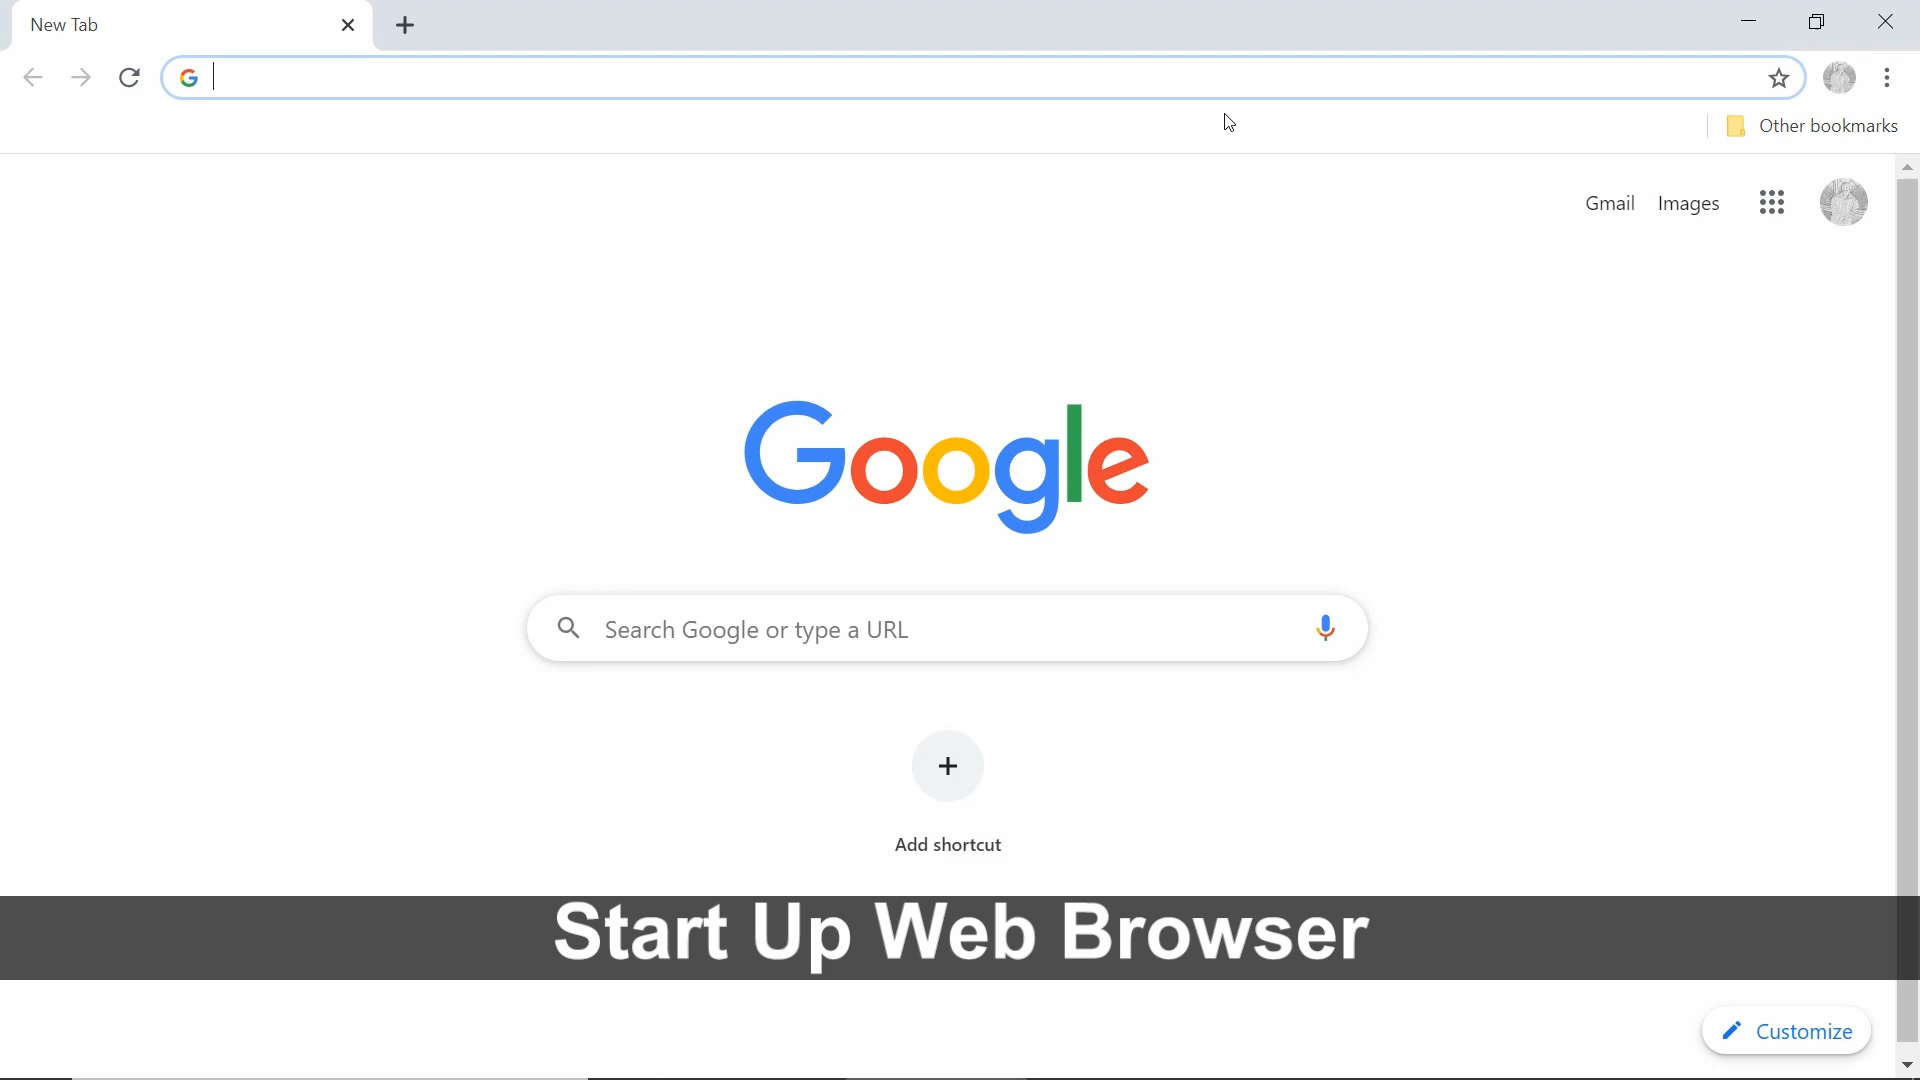 New Tab
Other bookmarks
Gmail Images
Google
Search Google or type a URL
Add shortcut
Start Up Web Browser
Customize